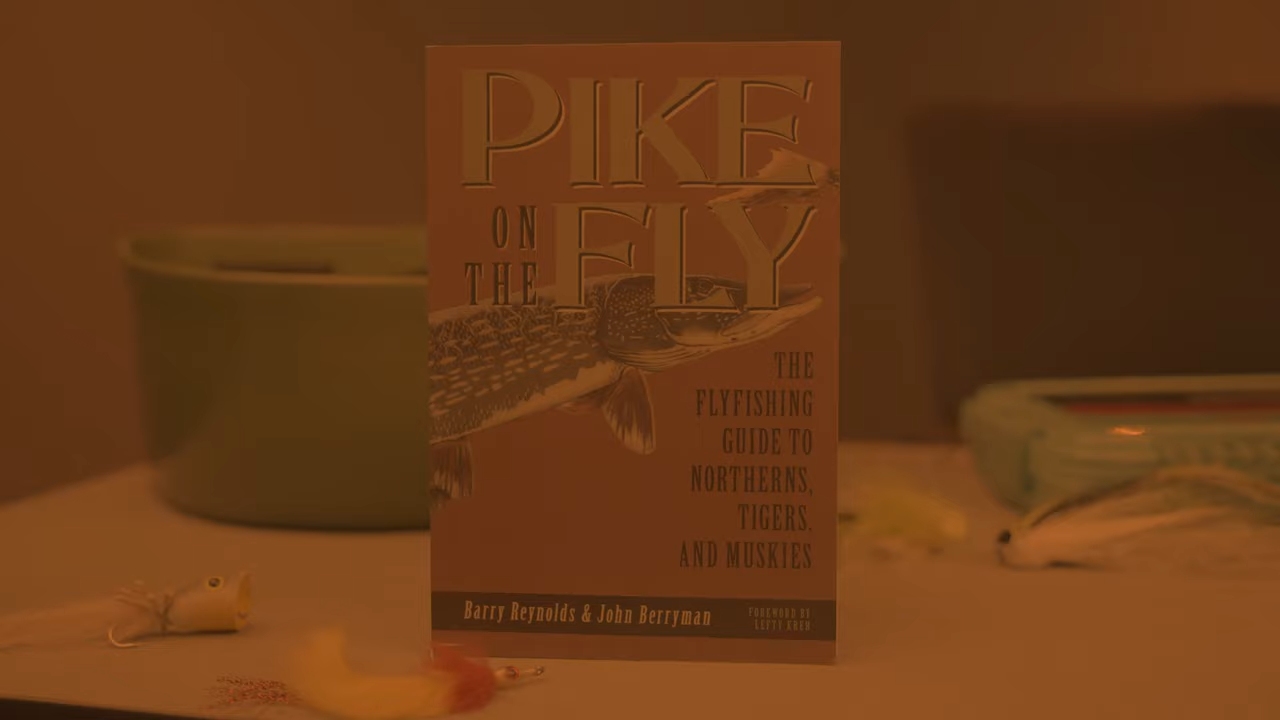 PIKE
ON THE FLY
THE
FLYFISHING
GUIDE TO
NORTHERNS,
TIGERS,
AND MUSKIES
Barry Reynolds & John Berryman
FOREWORD BY
LEFTY KREH